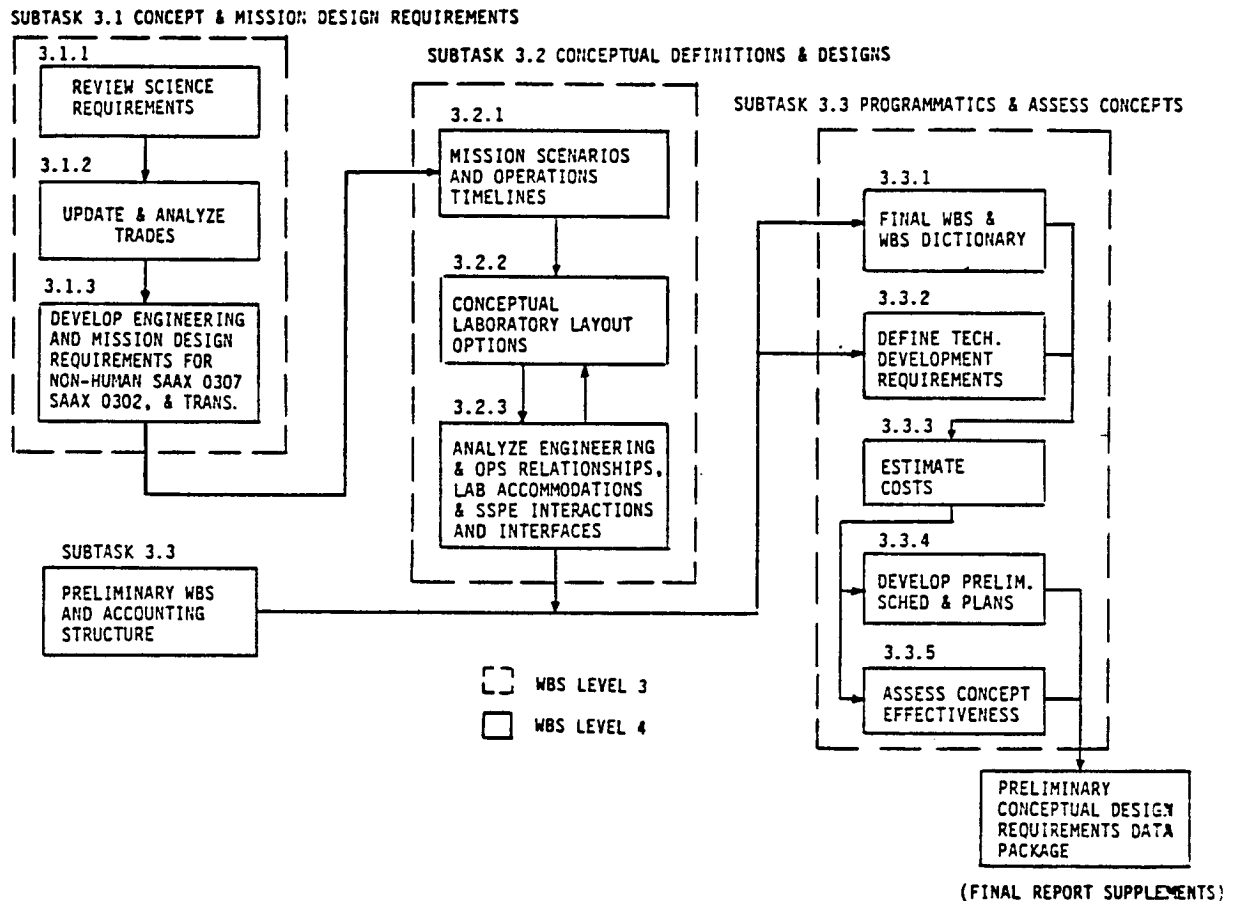 SUBTASK 3.1 CONCEPT & MISSION DESIGN REQUIREMENTS
3.1.1
REVIEW SCIENCE
REQUIREMENTS
3.1.2
UPDATE & ANALYZE
TRADES
3.1.3
DEVELOP ENGINEERING
AND MISSION DESIGN
REQUIREMENTS FOR
NON-HUMAN SAAX 0307
SAAX 0302, & TRANS.
SUBTASK 3.3
PRELIMINARY WBS
AND ACCOUNTING
STRUCTURE
SUBTASK 3.2 CONCEPTUAL DEFINITIONS & DESIGNS
3.2.1
MISSION SCENARIOS
AND OPERATIONS
TIMELINES
3.2.2
CONCEPTUAL
LABORATORY LAYOUT
OPTIONS
3.2.3
ANALYZE ENGINEERING
& OPS RELATIONSHIPS,
LAB ACCOMMODATIONS
& SSPE INTERACTIONS
AND INTERFACES
WBS LEVEL 3
WBS LEVEL 4
SUBTASK 3.3 PROGRAMMATICS & ASSESS CONCEPTS
3.3.1
FINAL WBS &
WBS DICTIONARY
3.3.2
DEFINE TECH.
DEVELOPMENT
REQUIREMENTS
3.3.3
ESTIMATE
COSTS
3.3.4
DEVELOP PRELIM.
SCHED & PLANS
3.3.5
ASSESS CONCEPT
EFFECTIVENESS
PRELIMINARY
CONCEPTUAL DESIGN
REQUIREMENTS DATA
PACKAGE
(FINAL REPORT SUPPLEMENTS)